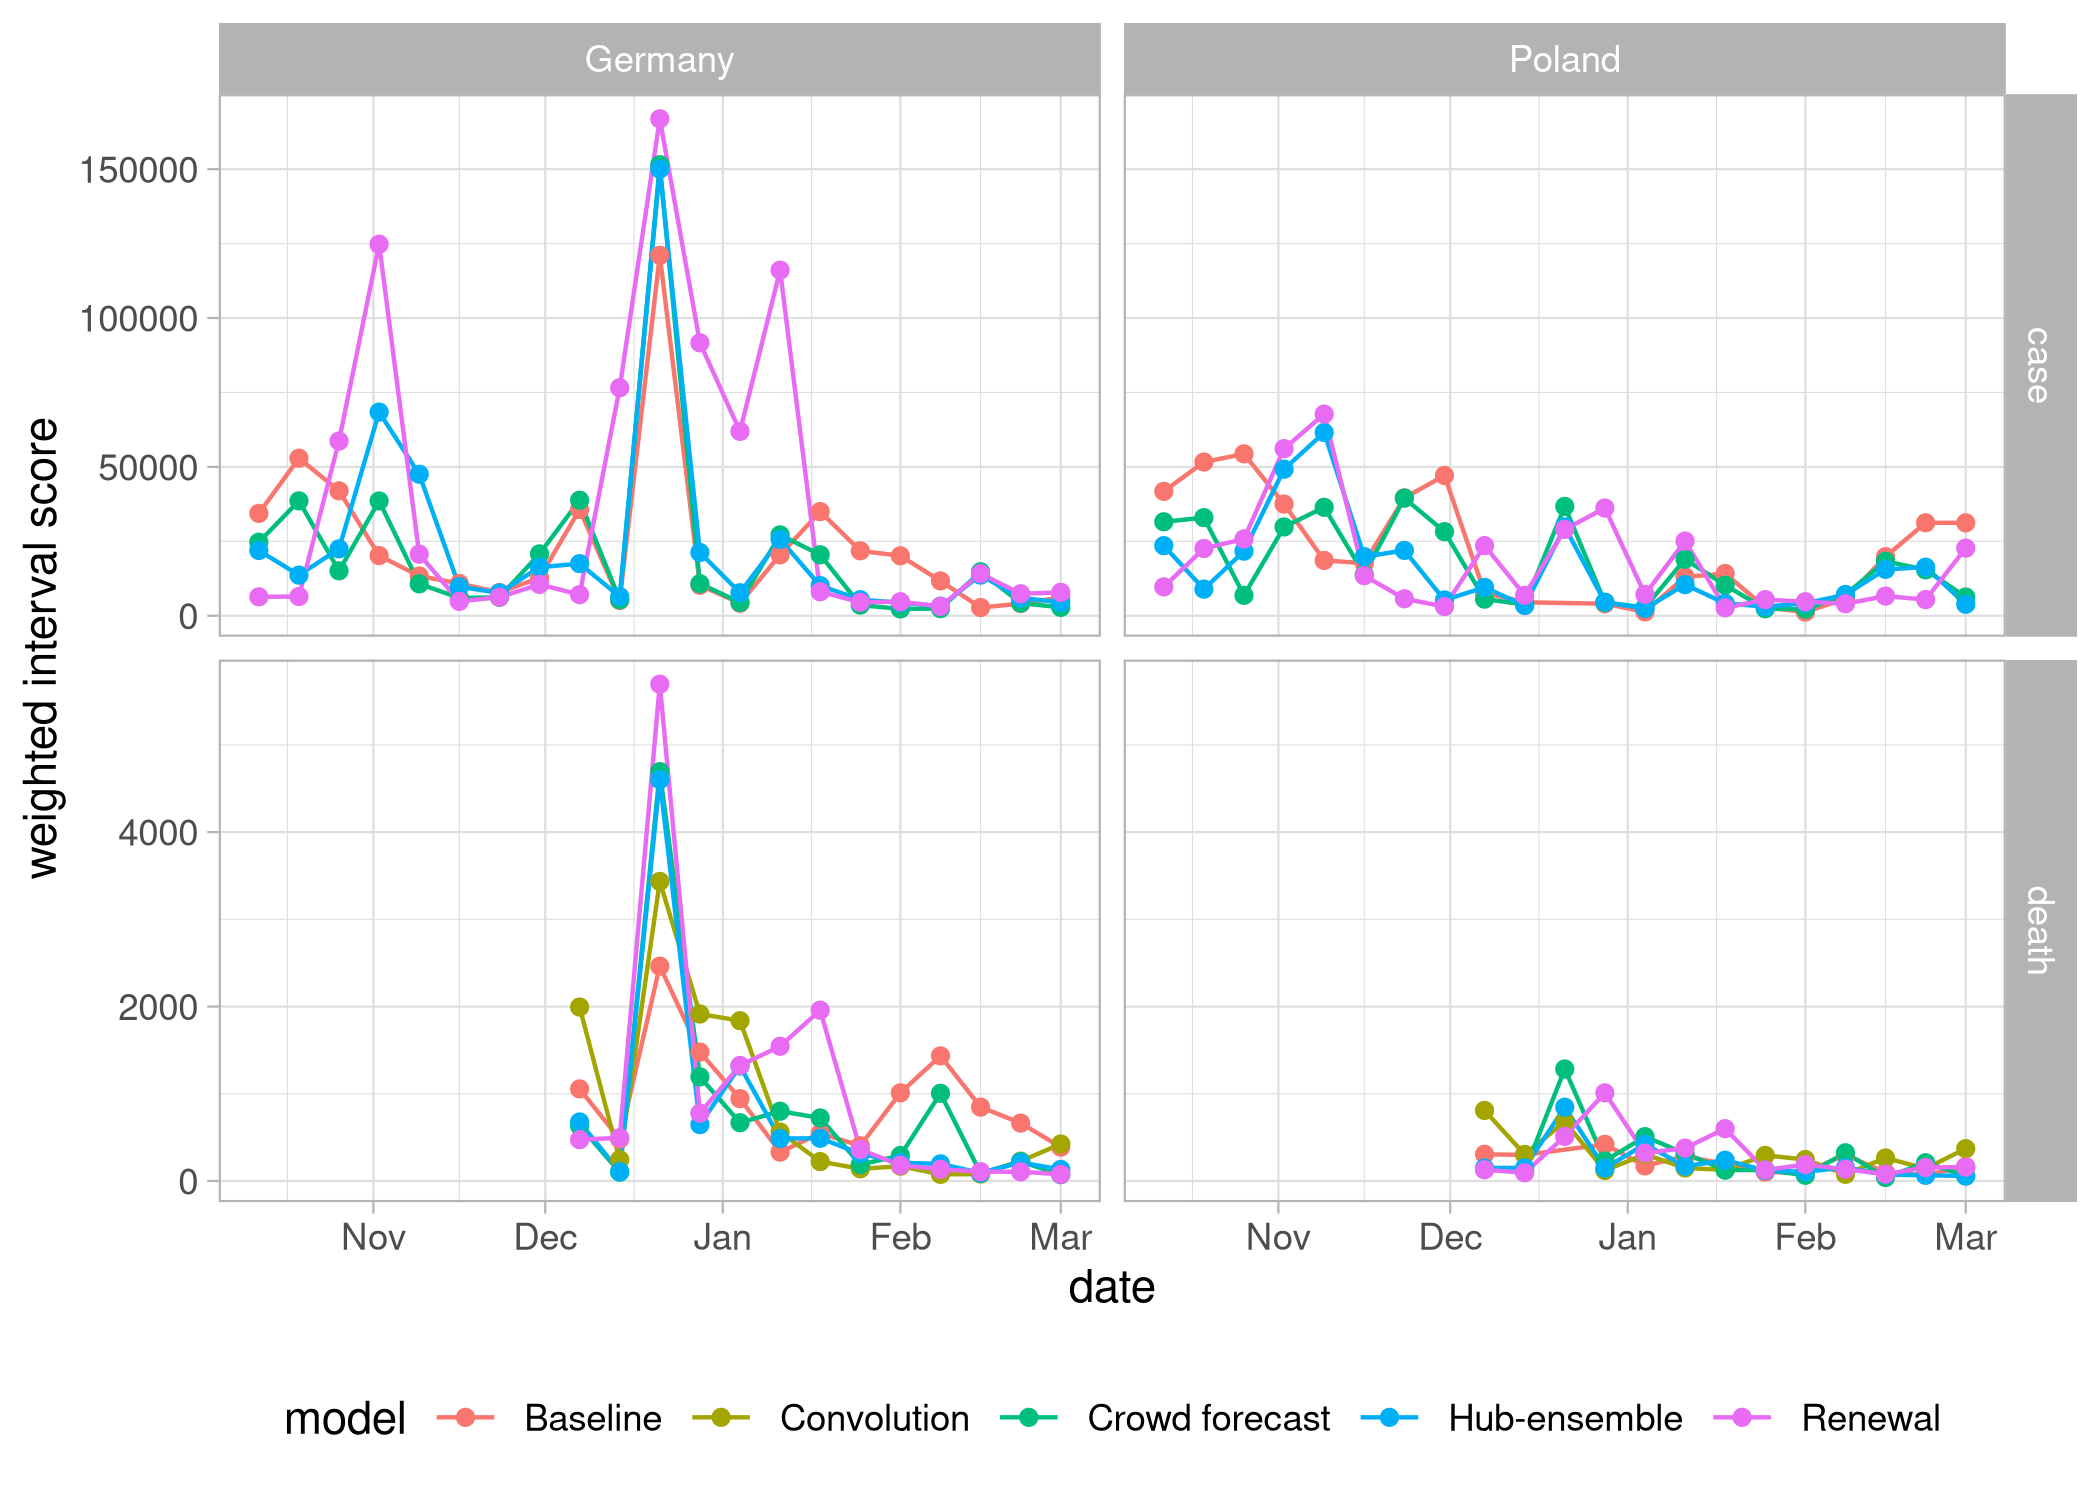 Germany
Poland
150000
100000
50000
0
case
weighted interval score
4000
2000
0
death
Nov Dec Jan Feb Mar
Nov Dec Jan Feb Mar
date
model Baseline Convolution Crowd forecast Hub-ensemble Renewal